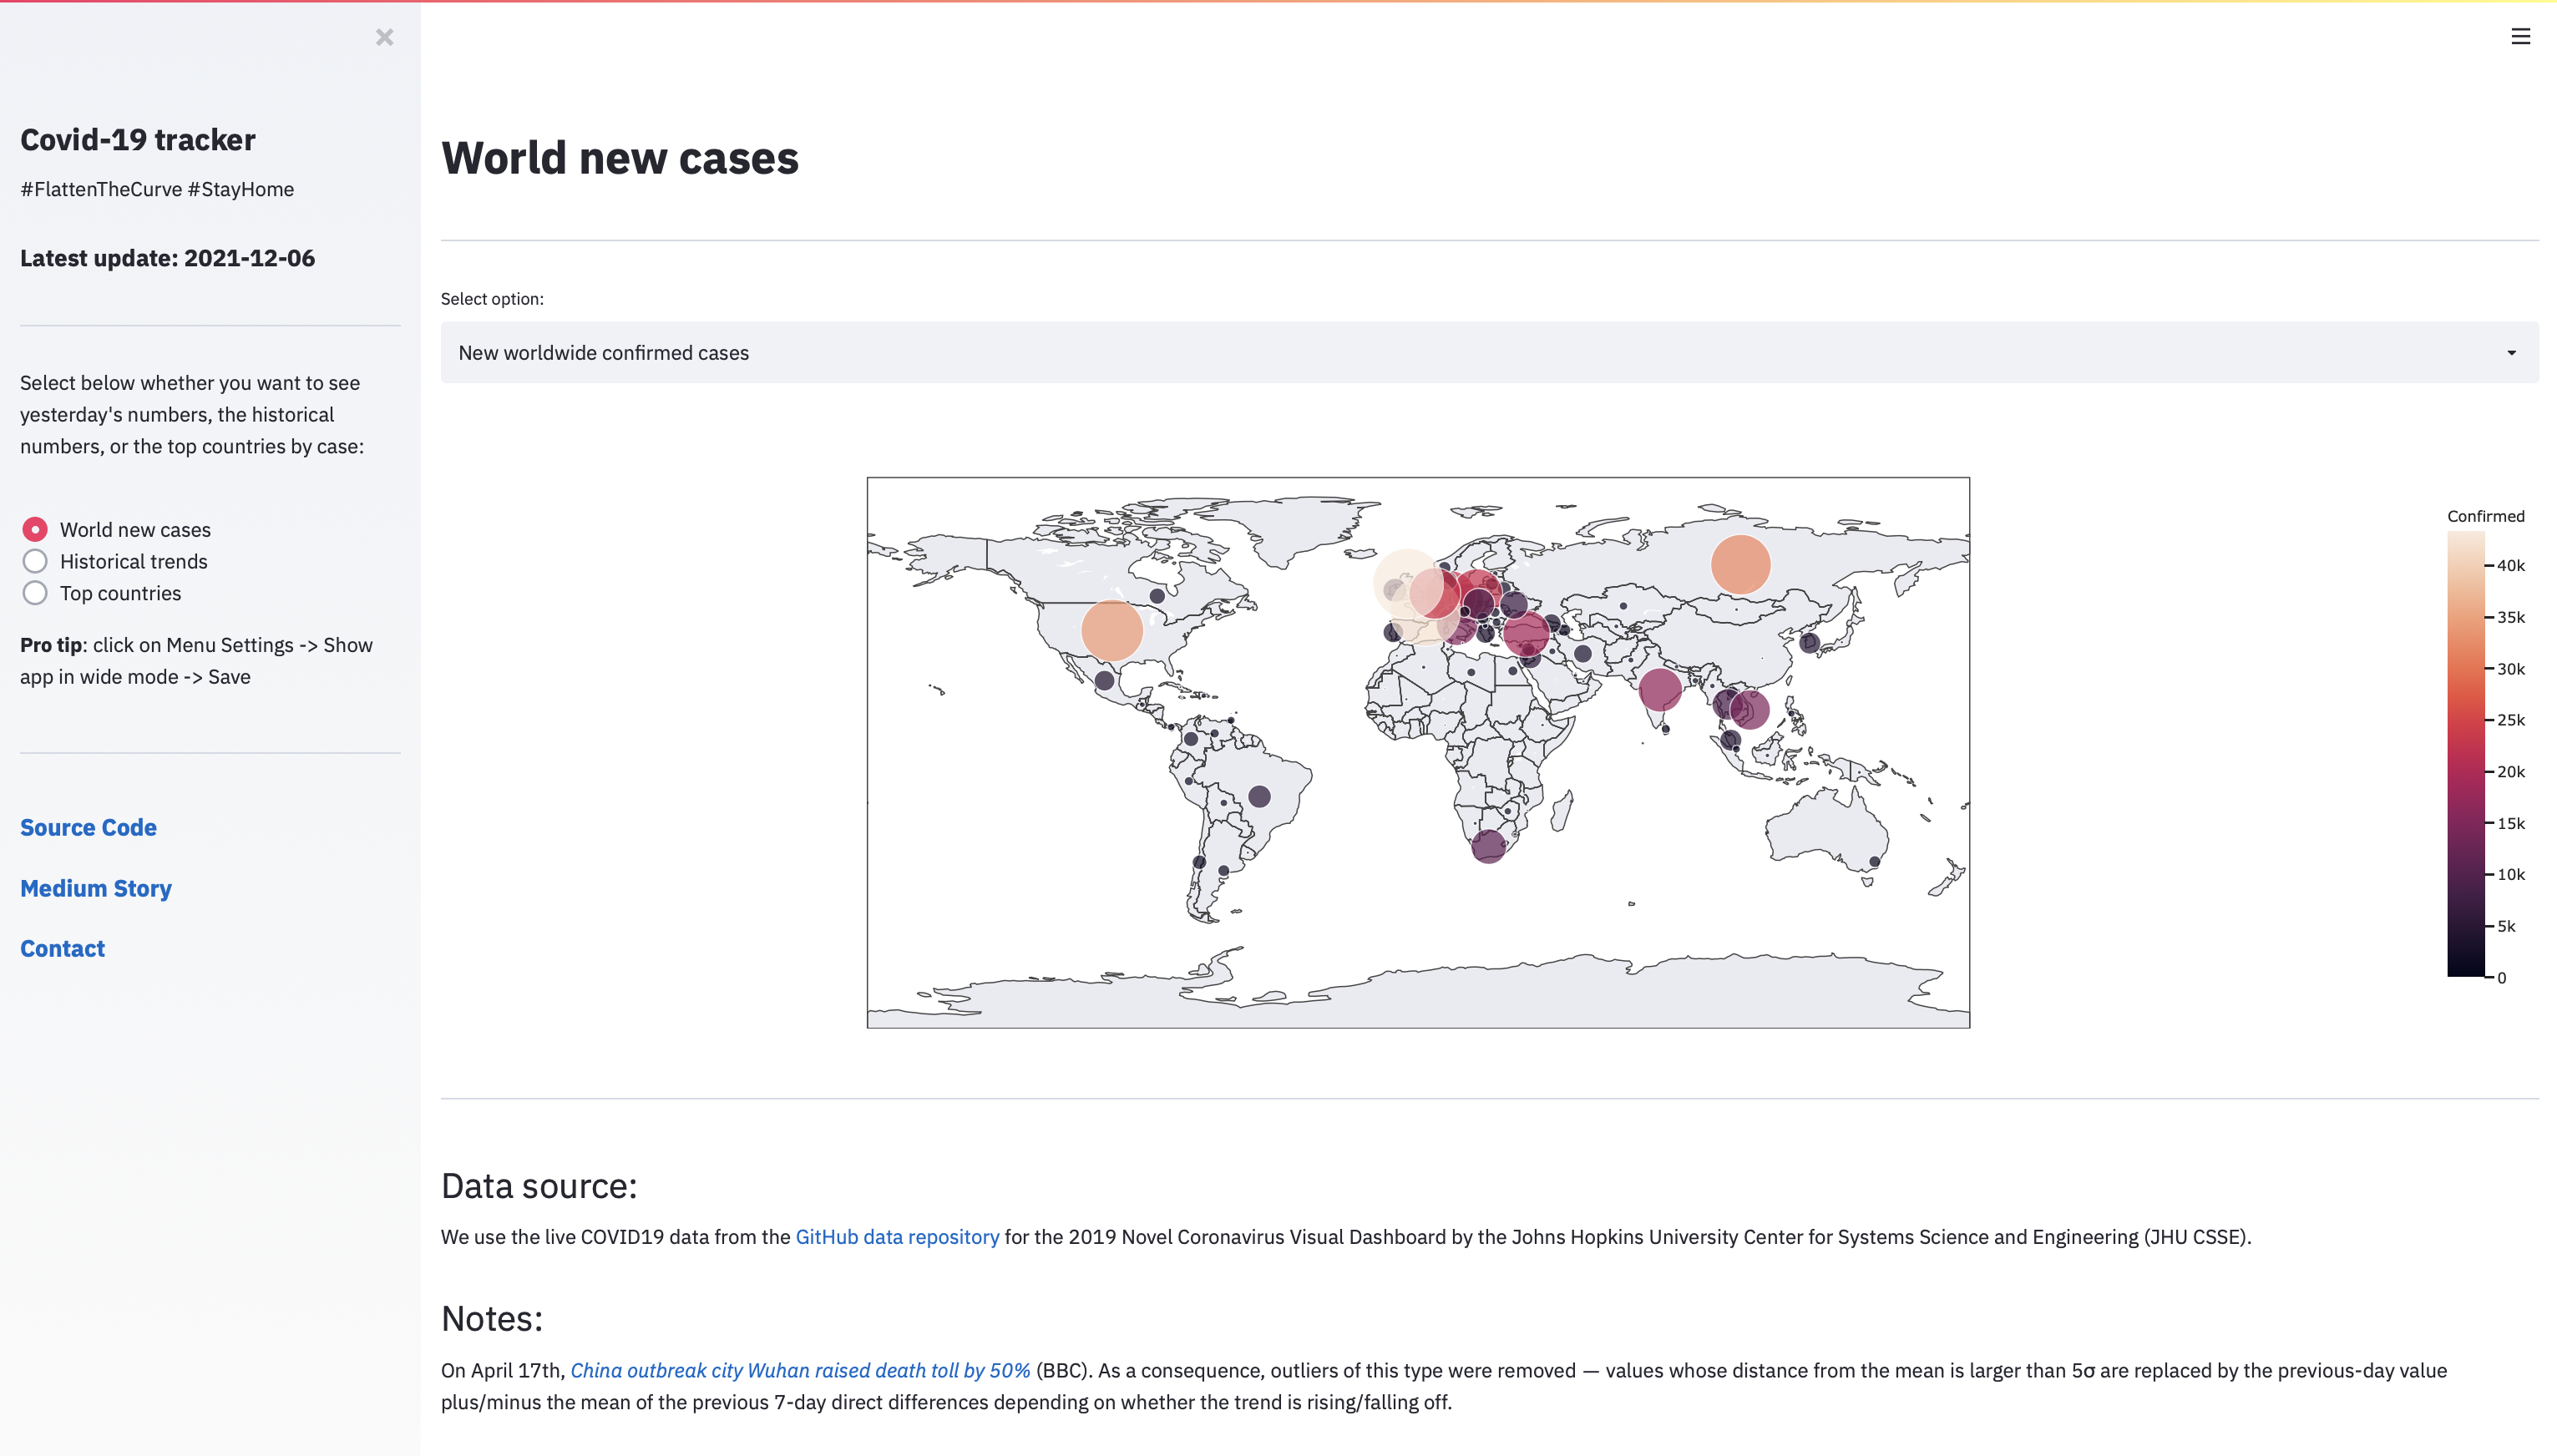 Covid-19 tracker
#FlattenTheCurve #StayHome
Latest update: 2021-12-06
Select below whether you want to see
yesterday's numbers, the historical
numbers, or the top countries by case:
World new cases
Historical trends
Top countries
Pro tip: click on Menu Settings -> Show
app in wide mode -> Save
Source Code
Medium Story
Contact
World new cases
Select option:
New worldwide confirmed cases
Confirmed
40k
35k
30k
25k
20k
15k
10k
5k
0
Data source:
We use the live COVID19 data from the GitHub data repository for the 2019 Novel Coronavirus Visual Dashboard by the Johns Hopkins University Center for Systems Science and Engineering (JHU CSSE).
Notes:
On April 17th, China outbreak city Wuhan raised death toll by 50% (BBC). As a consequence, outliers of this type were removed — values whose distance from the mean is larger than 5σ are replaced by the previous-day value
plus/minus the mean of the previous 7-day direct differences depending on whether the trend is rising/falling off.